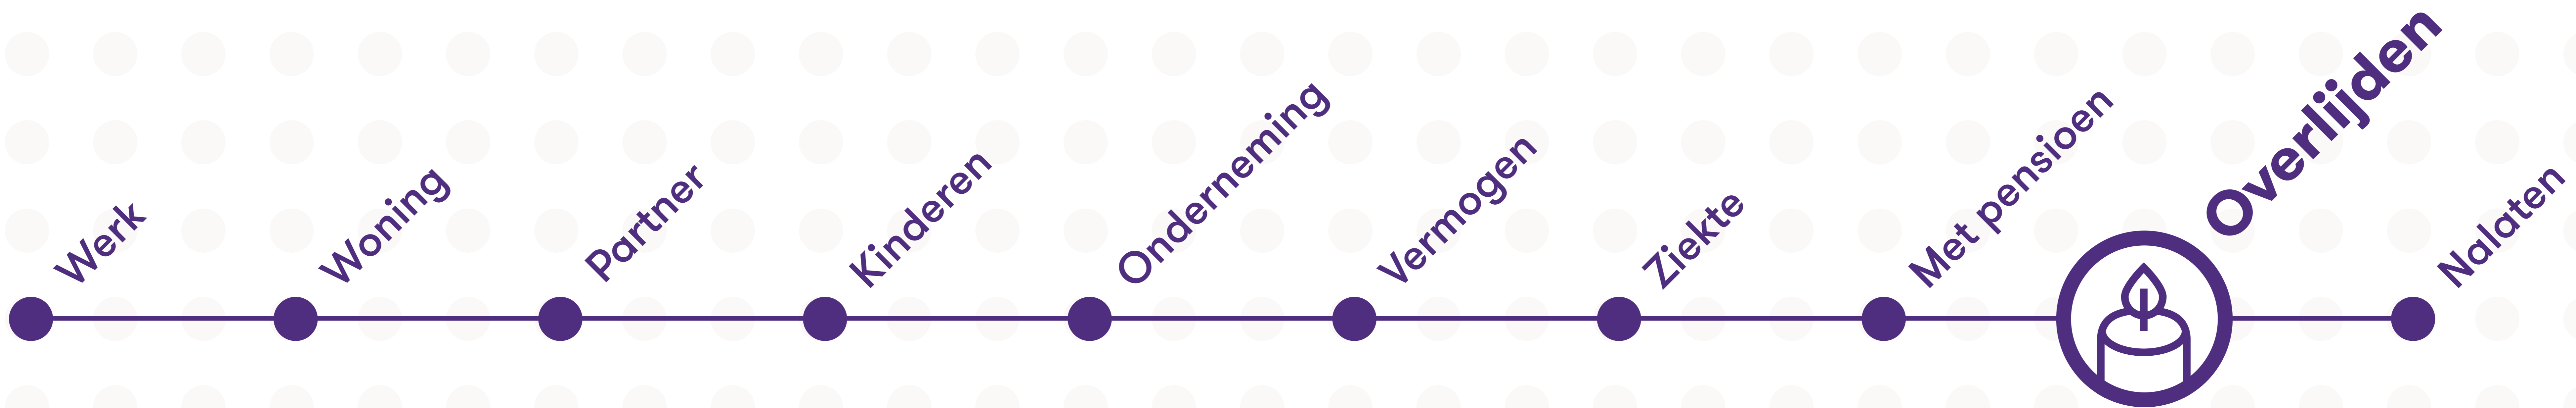 Werk
Woning
Partner
Kinderen
Onderneming
Vermogen
Ziekte
Met pensioen
Overlijden
Nalaten